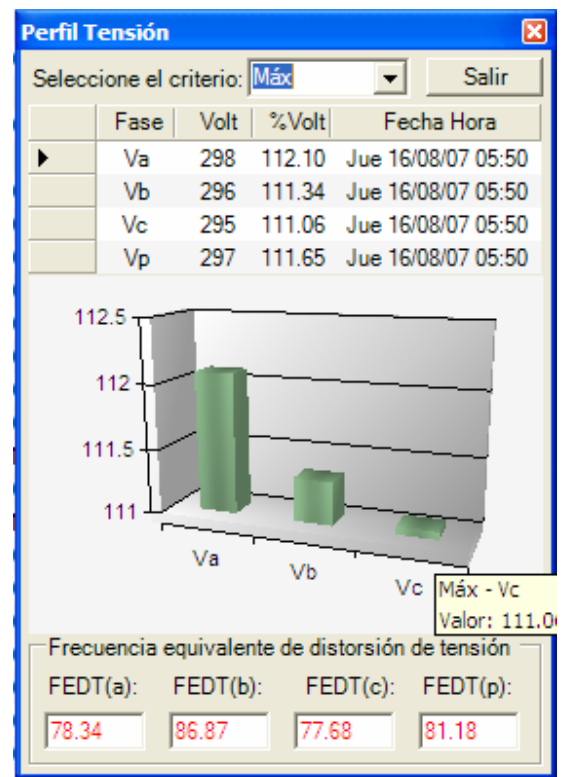 Perfil Tensión
Seleccione el criterio: Máx Salir
Fase Volt %Volt Fecha Hora
Va 298 112.10 Jue 16/08/07 05:50
Vb 296 111.34 Jue 16/08/07 05:50
Vc 295 111.06 Jue 16/08/07 05:50
Vp 297 111.65 Jue 16/08/07 05:50
112.5
112
111.5
111
Va Vb Vc
Máx - Vc
Valor: 111.06
Frecuencia equivalente de distorsión de tensión
FEDT(a): FEDT(b): FEDT(c): FEDT(p):
78.34 86.87 77.68 81.18